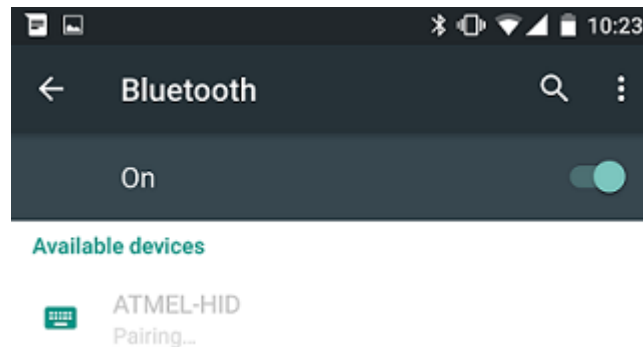 10:23
Bluetooth
On
Available devices
ATMEL-HID
Pairing...